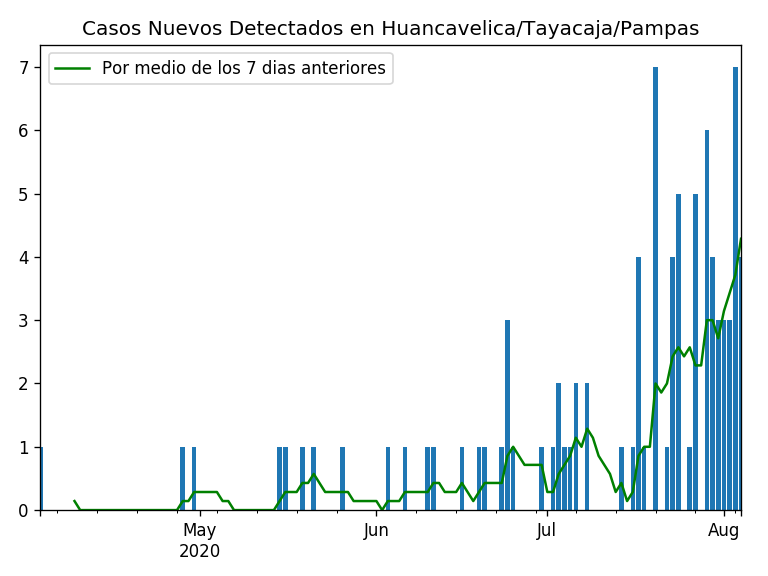 Casos Nuevos Detectados en Huancavelica/Tayacaja/Pampas
Por medio de los 7 dias anteriores
7
6
5
4
3
2
1
0
May
2020
Jun
Jul
Aug